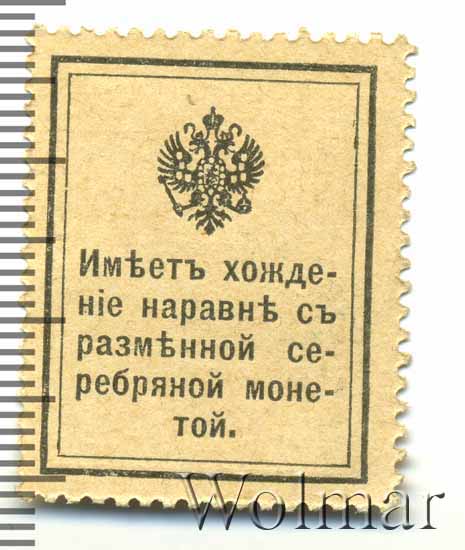 Имѣетъ хожде-
ніе наравнѣ съ
размѣнной се-
ребряной моне-
той.
Wolmar